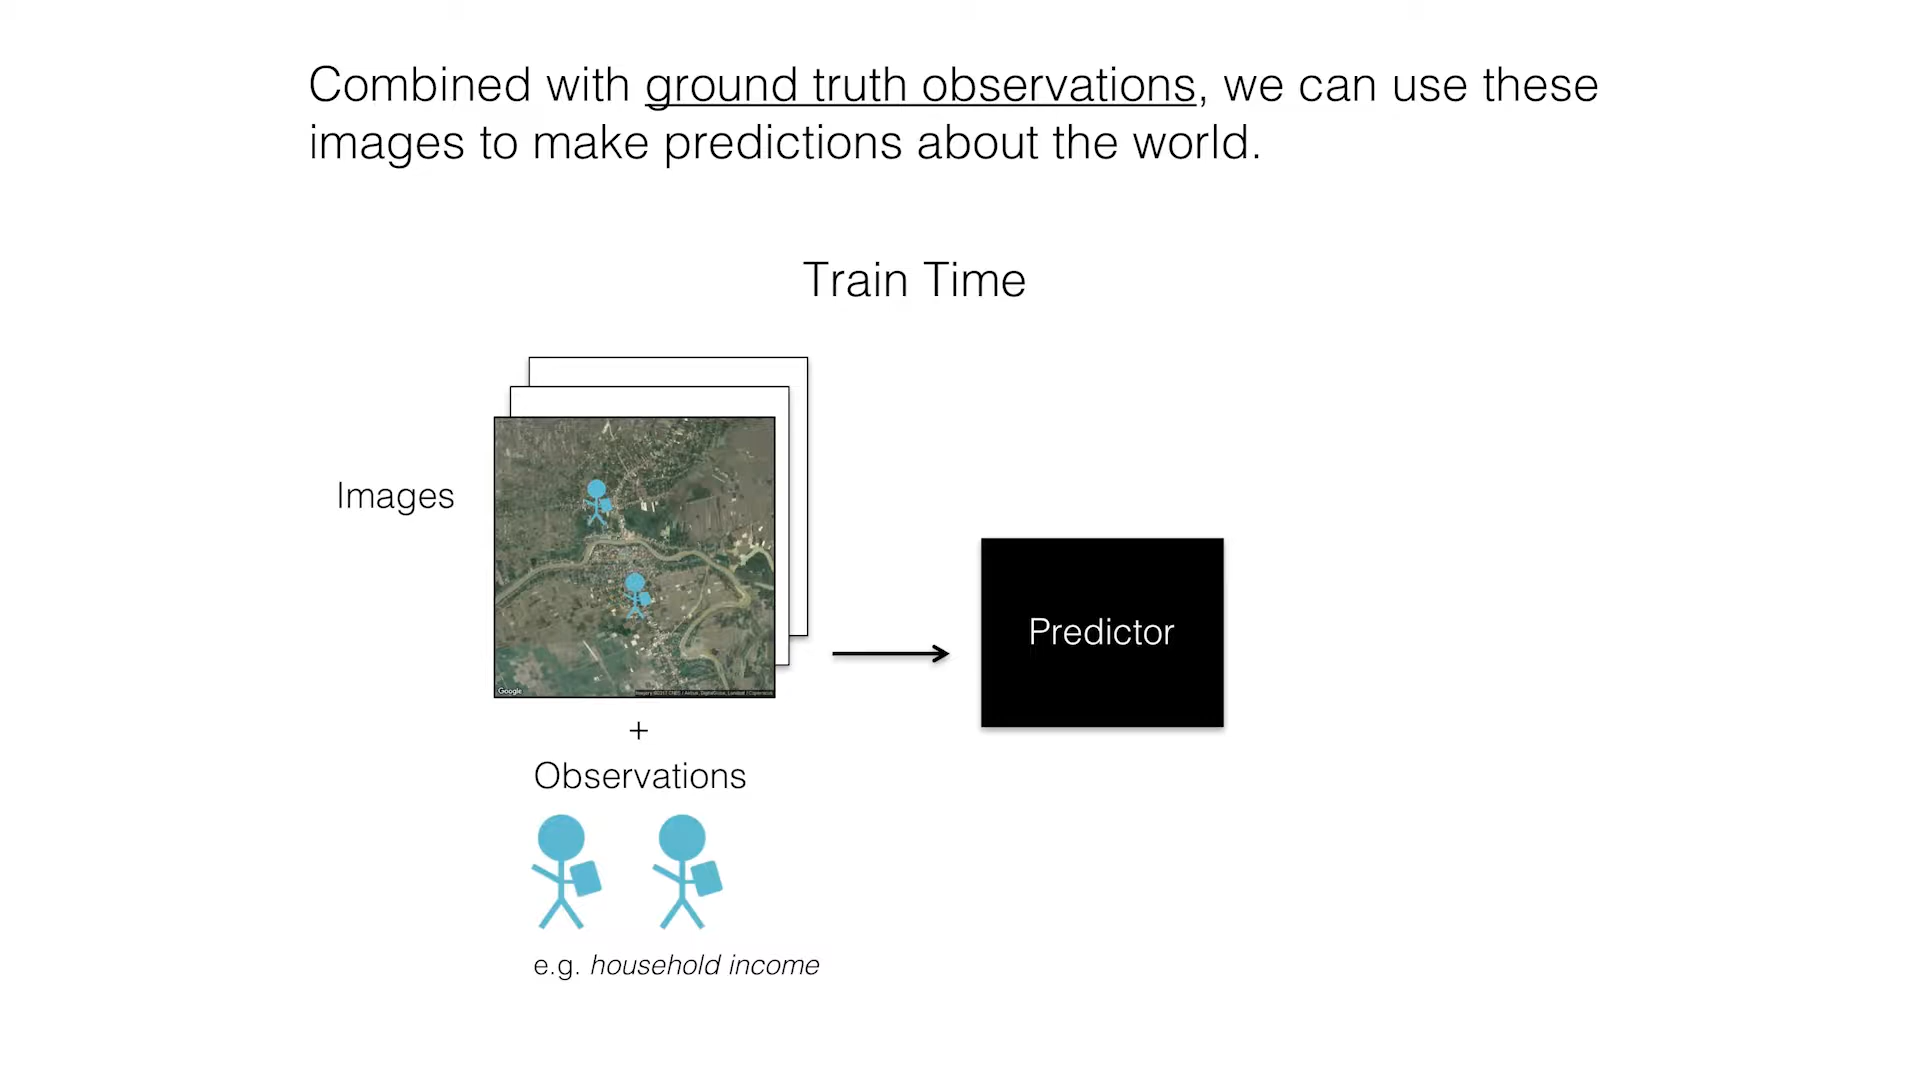 Combined with ground truth observations, we can use these
images to make predictions about the world.
Train Time
Images
Google
Predictor
+
Observations
e.g. household income